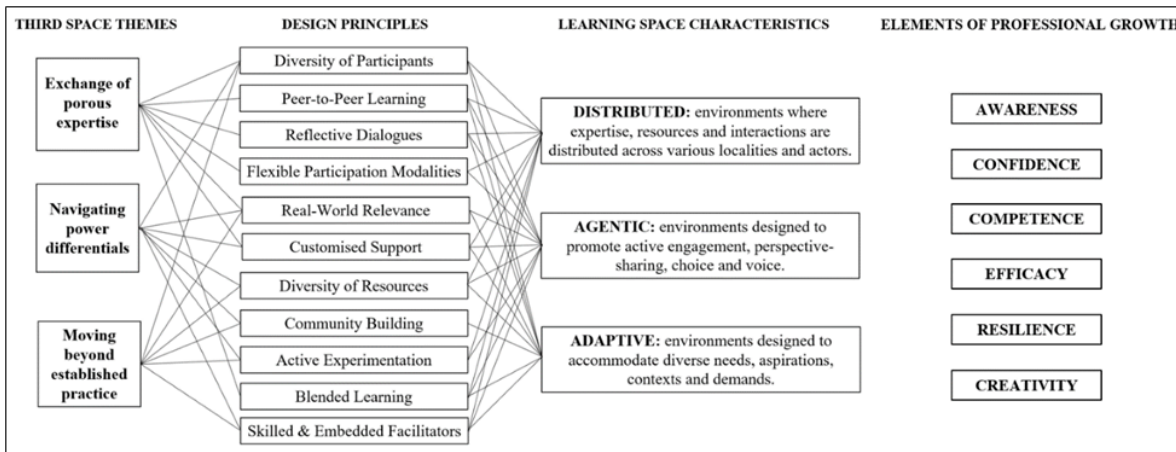 THIRD SPACE THEMES
DESIGN PRINCIPLES
LEARNING SPACE CHARACTERISTICS
ELEMENTS OF PROFESSIONAL GROWTH
Exchange of
porous
expertise
Navigating
power
differentials
Moving
beyond
established
practice
Diversity of Participants
Peer-to-Peer Learning
Reflective Dialogues
Flexible Participation Modalities
Real-World Relevance
Customised Support
Diversity of Resources
Community Building
Active Experimentation
Blended Learning
Skilled & Embedded Facilitators
DISTRIBUTED: environments where
expertise, resources and interactions are
distributed across various localities and actors.
AGENTIC: environments designed to
promote active engagement, perspective-
sharing, choice and voice.
ADAPTIVE: environments designed to
accommodate diverse needs, aspirations,
contexts and demands.
AWARENESS
CONFIDENCE
COMPETENCE
EFFICACY
RESILIENCE
CREATIVITY